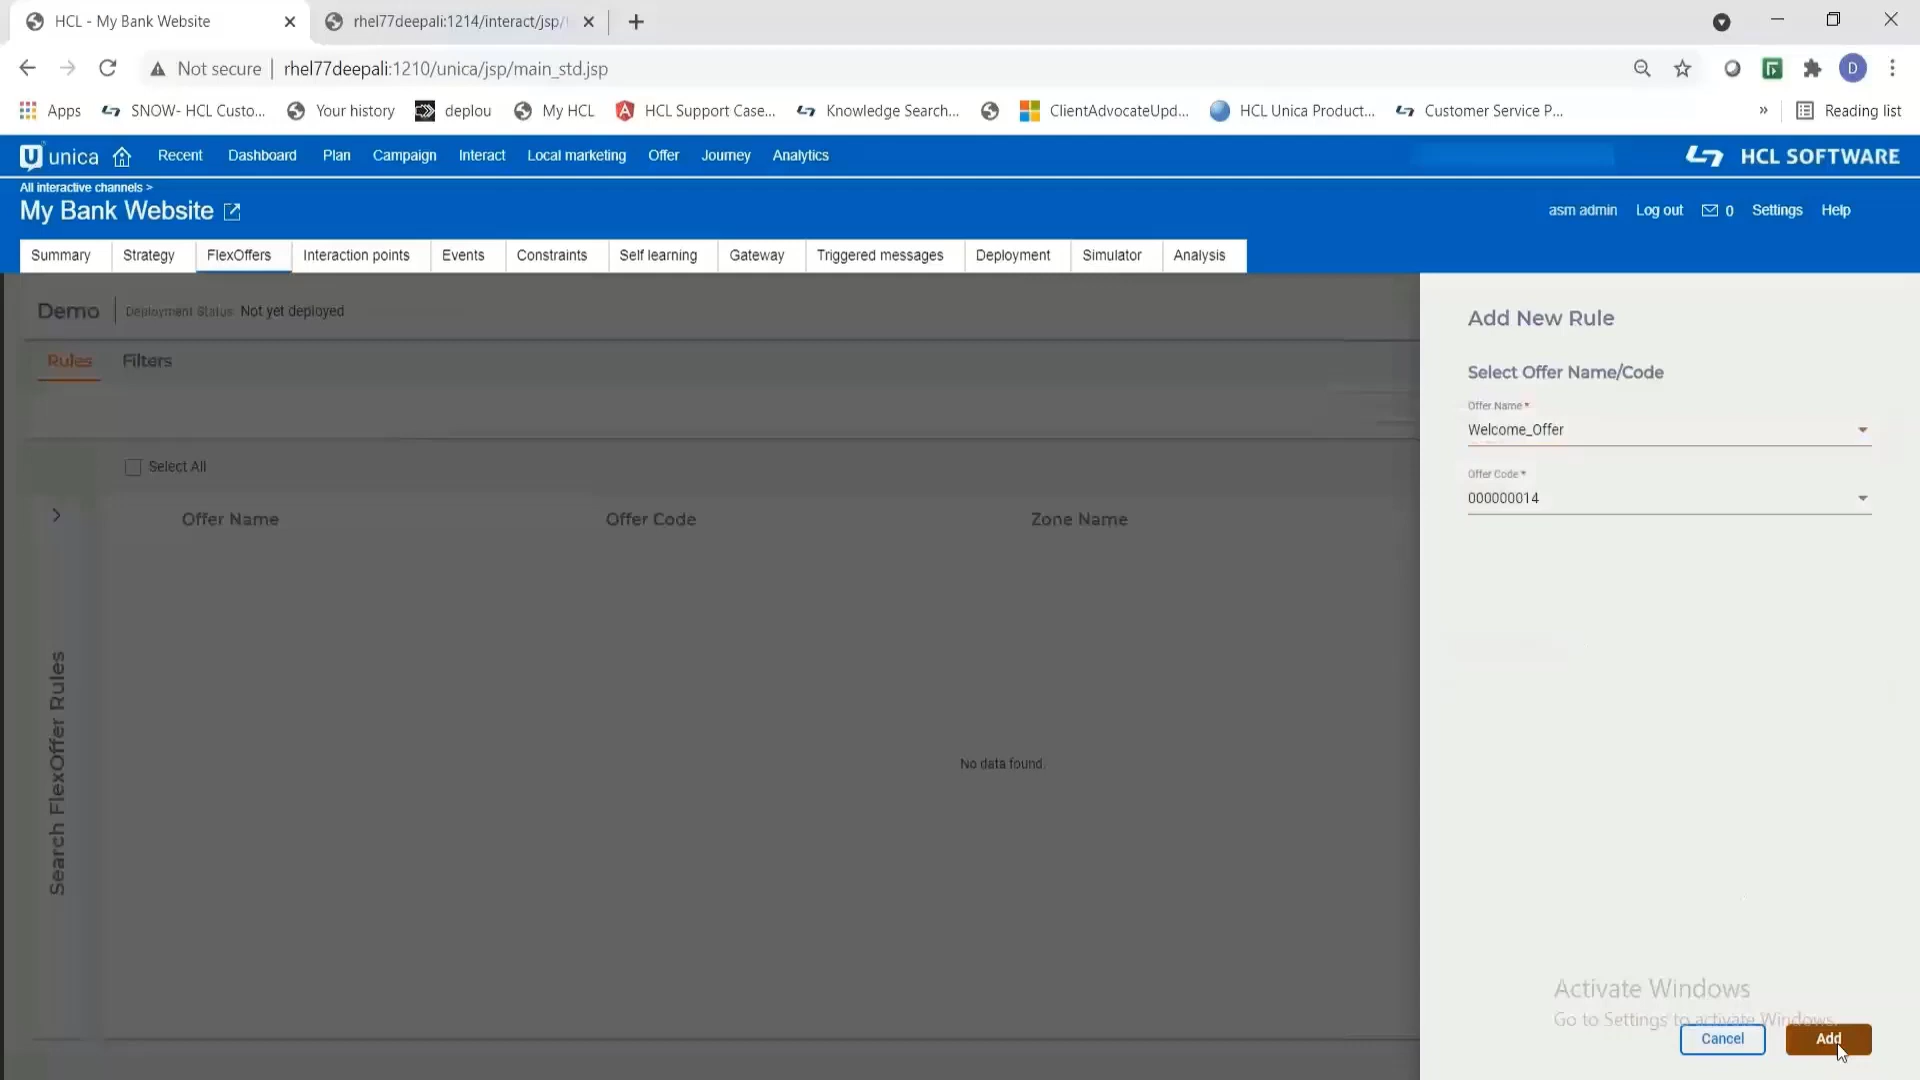 HCL - My Bank Website
rhel77deepali:1214/interact/jsp/
Not secure
rhel77deepali:1210/unica/jsp/main_std.jsp
D
Apps
SNOW- HCL Custo...
Your history
deplou
My HCL
HCL Support Case...
Knowledge Search...
ClientAdvocateUpd...
HCL Unica Product...
Customer Service P...
»
Reading list
unica
Recent
Dashboard
Plan
Campaign
Interact
Local marketing
Offer
Journey
Analytics
HCL SOFTWARE
All interactive channels >
My Bank Website
asm admin
Log out
0
Settings
Help
Summary
Strategy
FlexOffers
Interaction points
Events
Constraints
Self learning
Gateway
Triggered messages
Deployment
Simulator
Analysis
Demo
Deployment Status: Not yet deployed
Rules
Filters
Select All
Offer Name
Offer Code
Zone Name
Search FlexOffer Rules
No data found.
Add New Rule
Select Offer Name/Code
Offer Name *
Welcome_Offer
Offer Code *
000000014
Activate Windows
Go to Settings to activate Windows.
Cancel
Add